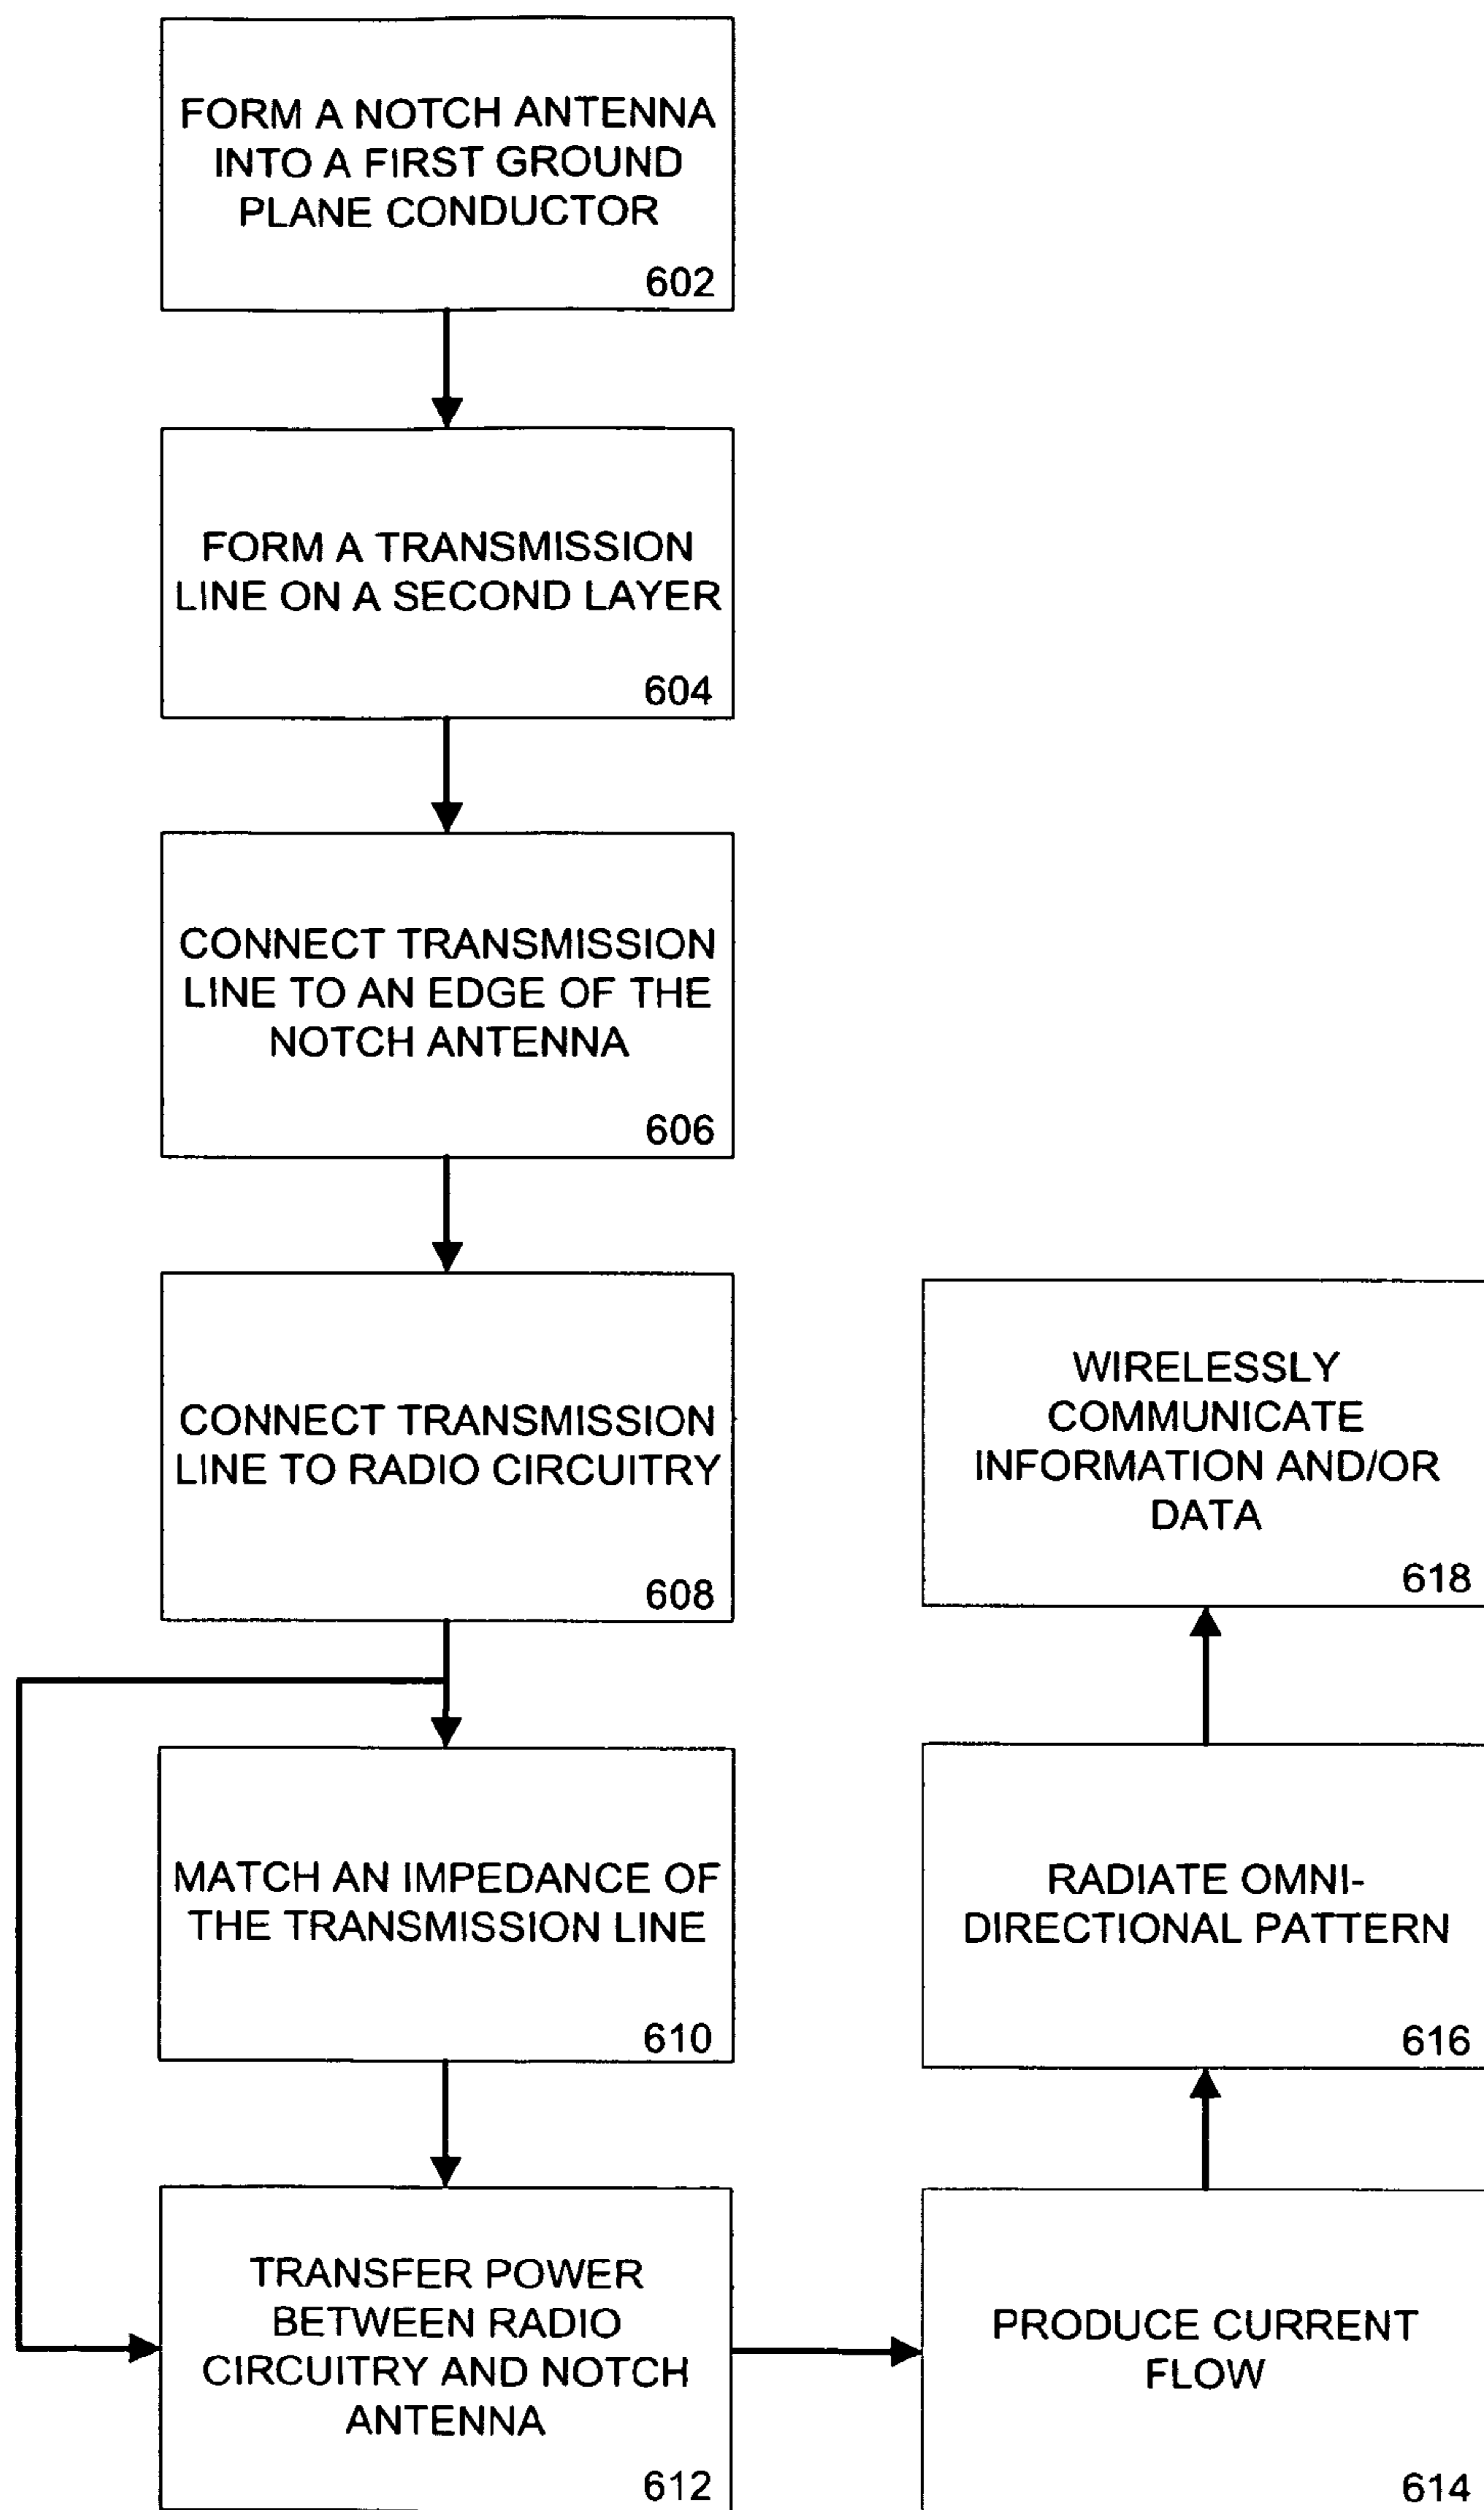 FORM A NOTCH ANTENNA
INTO A FIRST GROUND
PLANE CONDUCTOR
602
FORM A TRANSMISSION
LINE ON A SECOND LAYER
604
CONNECT TRANSMISSION
LINE TO AN EDGE OF THE
NOTCH ANTENNA
606
CONNECT TRANSMISSION
LINE TO RADIO CIRCUITRY
608
MATCH AN IMPEDANCE OF
THE TRANSMISSION LINE
610
TRANSFER POWER
BETWEEN RADIO
CIRCUITRY AND NOTCH
ANTENNA
612
PRODUCE CURRENT
FLOW
614
RADIATE OMNI-
DIRECTIONAL PATTERN
616
WIRELESSLY
COMMUNICATE
INFORMATION AND/OR
DATA
618